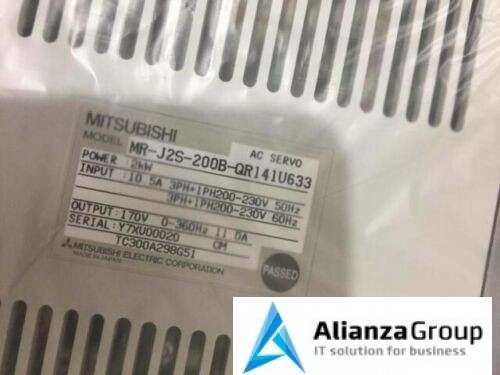 MITSUBISHI
AC SERVO
MODEL MR-J2S-200B-QR141U633
POWER :2kW
INPUT :10.5A 3PH+1PH200-230V 50Hz
3PH+1PH200-230V 60Hz
OUTPUT:170V 0-360Hz 11.0A
SERIAL:Y7XU00020 CM
TC300A298G51
MITSUBISHI ELECTRIC CORPORATION
MADE IN JAPAN
PASSED
AlianzaGroup
IT solution for business